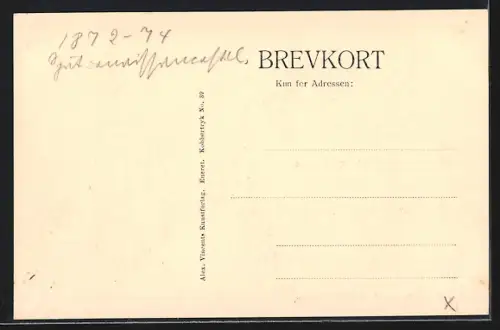 1872-74
BREVKORT
Kun for Adressen:
Alex. Vincents Kunstforlag. Eneret. Kobbertryk No. 39
X